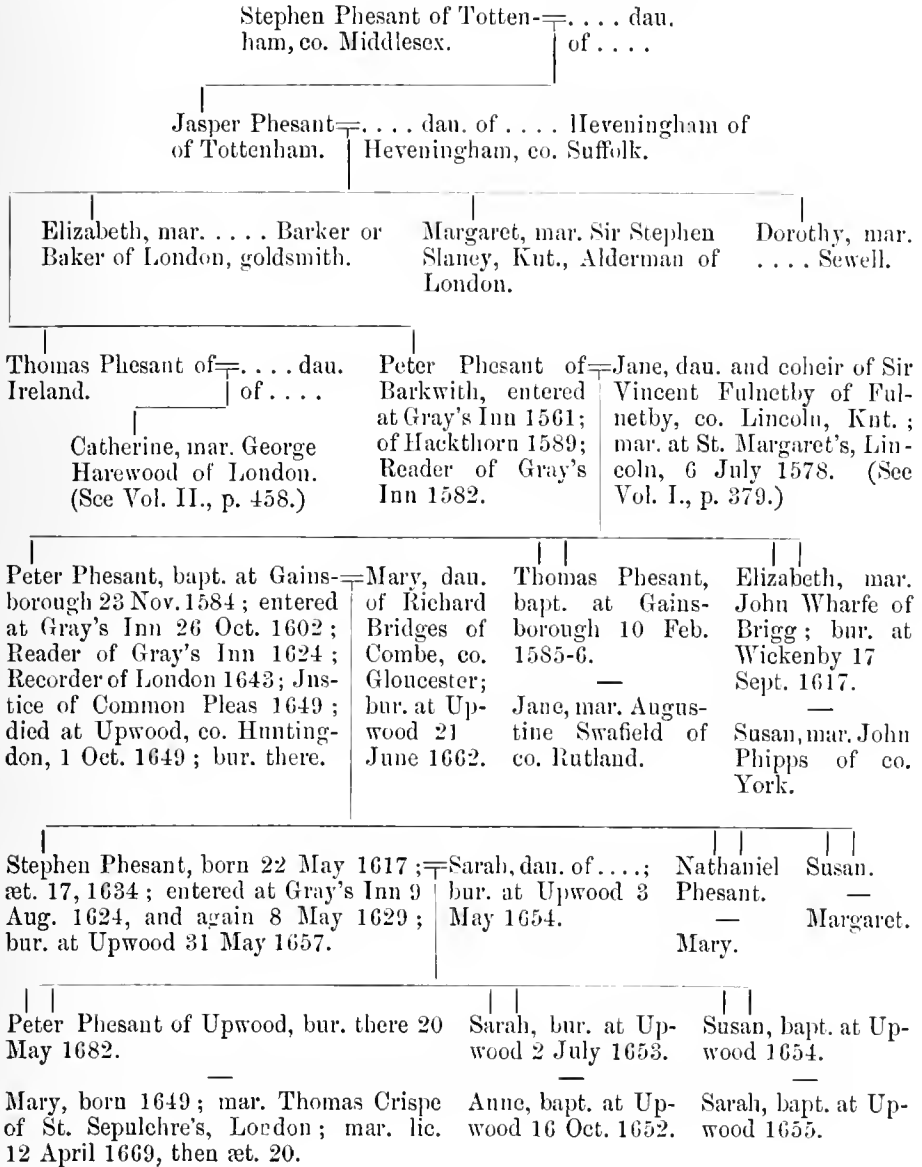 Stephen Phesant of Totten-=. . . . dau.
ham, co. Middlesex. of . . . .
Jasper Phesant=. . . . dau. of . . . . Heveningham of
of Tottenham. Heveningham, co. Suffolk.
Elizabeth, mar. . . . . Barker or
Baker of London, goldsmith.
Margaret, mar. Sir Stephen
Slaney, Knt., Alderman of
London.
Dorothy, mar.
. . . . Sewell.
Thomas Phesant of=. . . . dau.
Ireland. of . . . .
Catherine, mar. George
Harewood of London.
(See Vol. II., p. 458.)
Peter Phesant of=
Barkwith, entered
at Gray's Inn 1561;
of Hackthorn 1589;
Reader of Gray's
Inn 1582.
Jane, dau. and coheir of Sir
Vincent Fulnetby of Ful-
netby, co. Lincoln, Knt. ;
mar. at St. Margaret's, Lin-
coln, 6 July 1578. (See
Vol. I., p. 379.)
Peter Phesant, bapt. at Gains-=
borough 23 Nov. 1584 ; entered
at Gray's Inn 26 Oct. 1602 ;
Reader of Gray's Inn 1624 ;
Recorder of London 1643 ; Jus-
tice of Common Pleas 1649 ;
died at Upwood, co. Hunting-
don, 1 Oct. 1649 ; bur. there.
Mary, dau.
of Richard
Bridges of
Combe, co.
Gloucester;
bur. at Up-
wood 21
June 1662.
Thomas Phesant,
bapt. at Gains-
borough 10 Feb.
1585-6.
—
Jane, mar. Augus-
tine Swafield of
co. Rutland.
Elizabeth, mar.
John Wharfe of
Brigg ; bur. at
Wickenby 17
Sept. 1617.
—
Susan, mar. John
Phipps of co.
York.
Stephen Phesant, born 22 May 1617 ;=
æt. 17, 1634 ; entered at Gray's Inn 9
Aug. 1624, and again 8 May 1629 ;
bur. at Upwood 31 May 1657.
Sarah, dau. of . . . . ;
bur. at Upwood 3
May 1654.
Nathaniel
Phesant.
—
Mary.
Susan.
—
Margaret.
Peter Phesant of Upwood, bur. there 20
May 1682.
—
Mary, born 1649 ; mar. Thomas Crispe
of St. Sepulchre's, London ; mar. lic.
12 April 1669, then æt. 20.
Sarah, bur. at Up-
wood 2 July 1653.
—
Anne, bapt. at Up-
wood 16 Oct. 1652.
Susan, bapt. at Up-
wood 1654.
—
Sarah, bapt. at Up-
wood 1655.